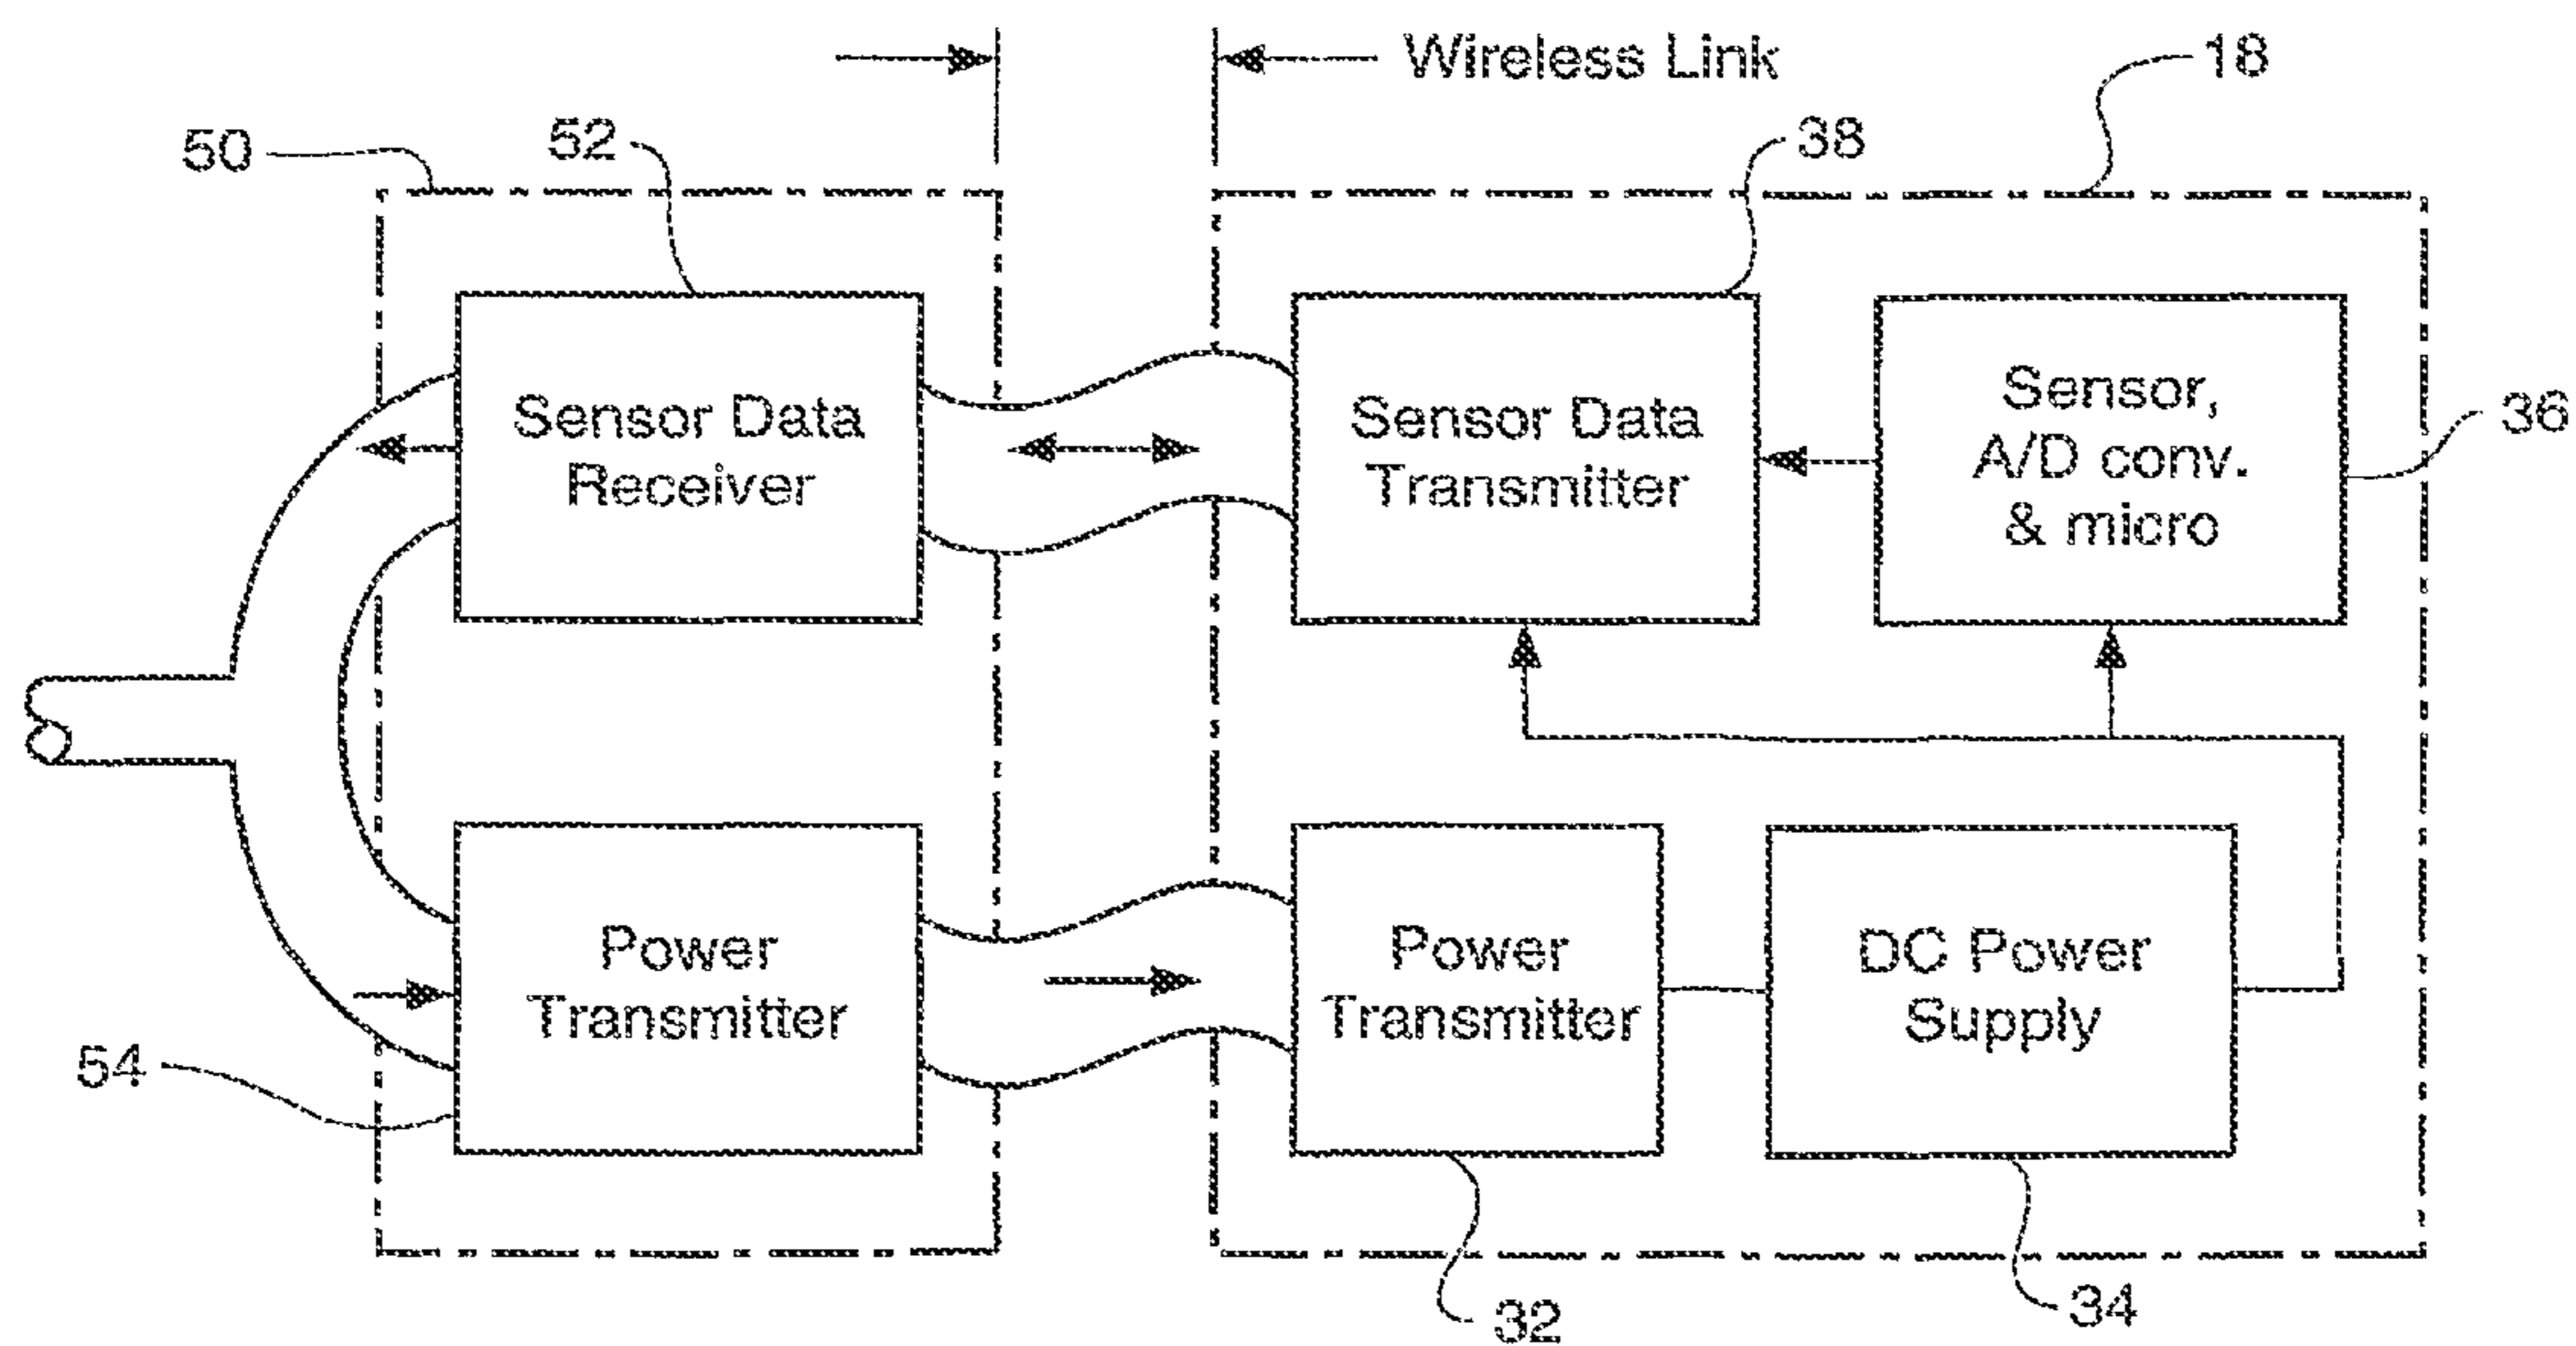 Wireless Link
18
50
52
38
Sensor Data
Receiver
Sensor Data
Transmitter
Sensor,
A/D conv.
& micro
36
Power
Transmitter
Power
Transmitter
DC Power
Supply
54
32
34